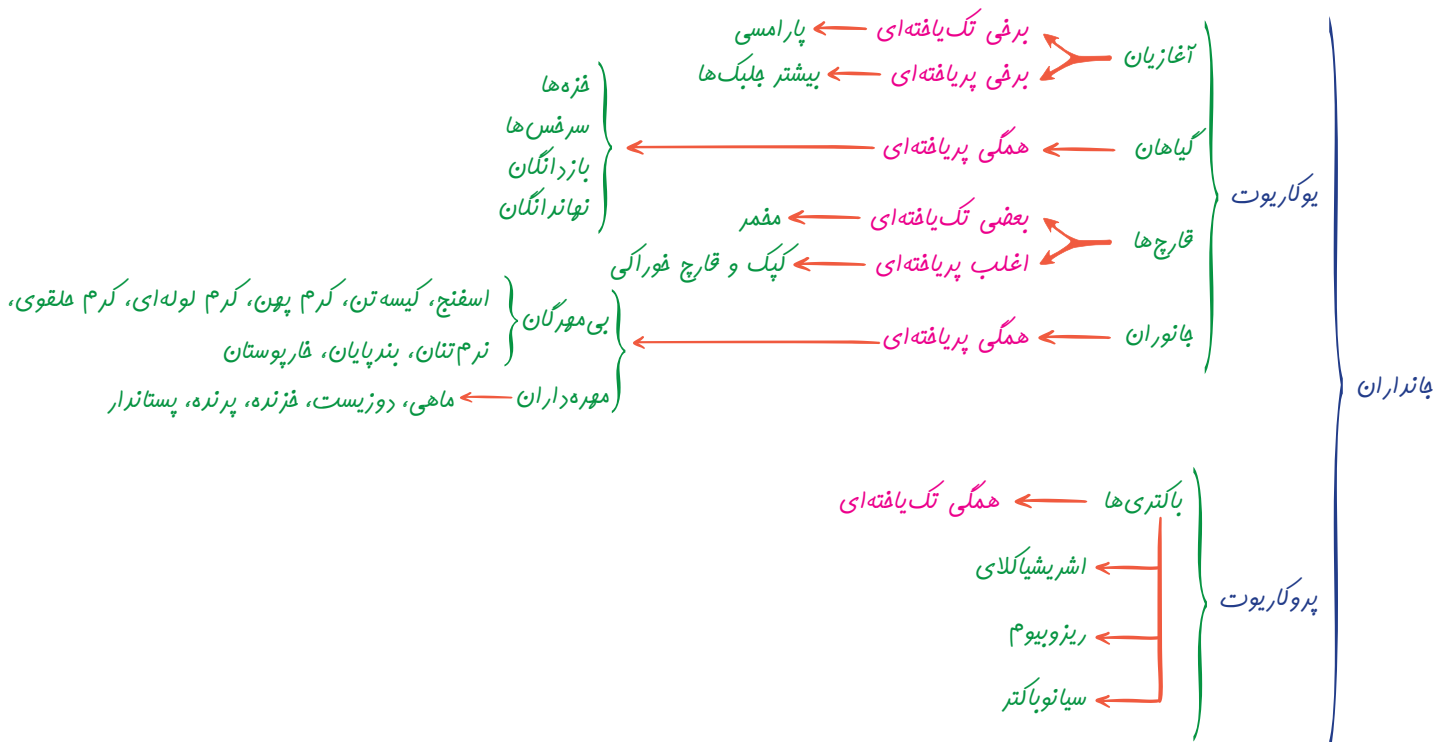 جانداران
یوکاریوت
آغازیان
برخی تک‌یاخته‌ای
پارامسی
برخی پریاخته‌ای
بیشتر جلبک‌ها
گیاهان
همگی پریاخته‌ای
خزه‌ها
سرخس‌ها
بازدانگان
نهاندانگان
قارچ‌ها
بعضی تک‌یاخته‌ای
مخمر
اغلب پریاخته‌ای
کپک و قارچ خوراکی
جانوران
همگی پریاخته‌ای
بی‌مهرگان
اسفنج، کیسه‌تن، کرم پهن، کرم لوله‌ای، کرم حلقوی،
نرم‌تنان، بندپایان، خارپوستان
مهره‌داران
ماهی، دوزیست، خزنده، پرنده، پستاندار
پروکاریوت
باکتری‌ها
همگی تک‌یاخته‌ای
اشریشیاکلای
ریزوبیوم
سیانوباکتر